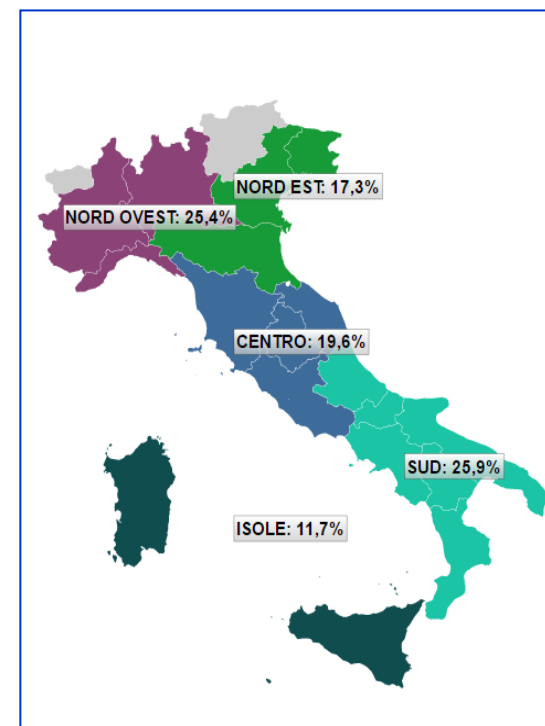 NORD EST: 17,3%
NORD OVEST: 25,4%
CENTRO: 19,6%
SUD: 25,9%
ISOLE: 11,7%